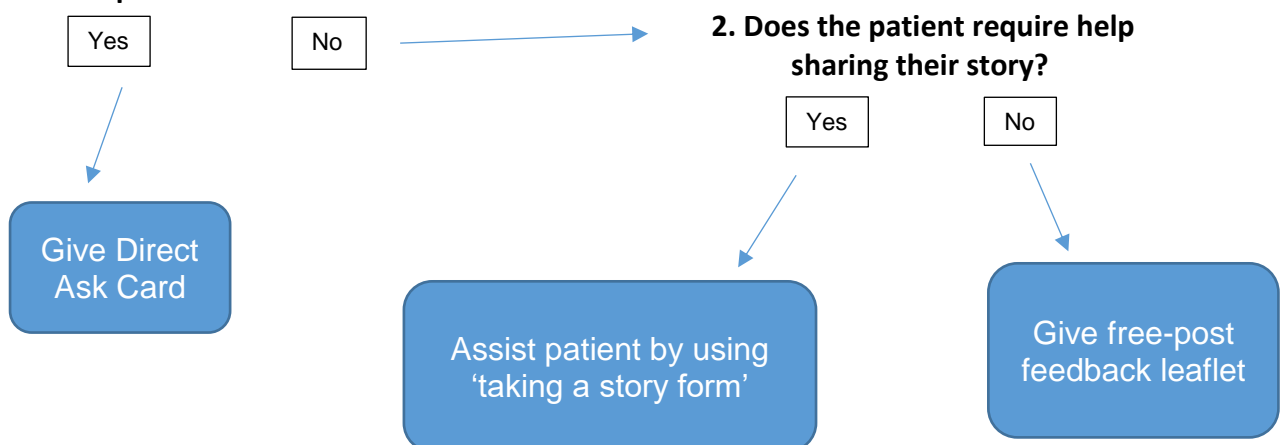 Yes
No
2. Does the patient require help
sharing their story?
Yes
No
Give Direct
Ask Card
Assist patient by using
‘taking a story form’
Give free-post
feedback leaflet